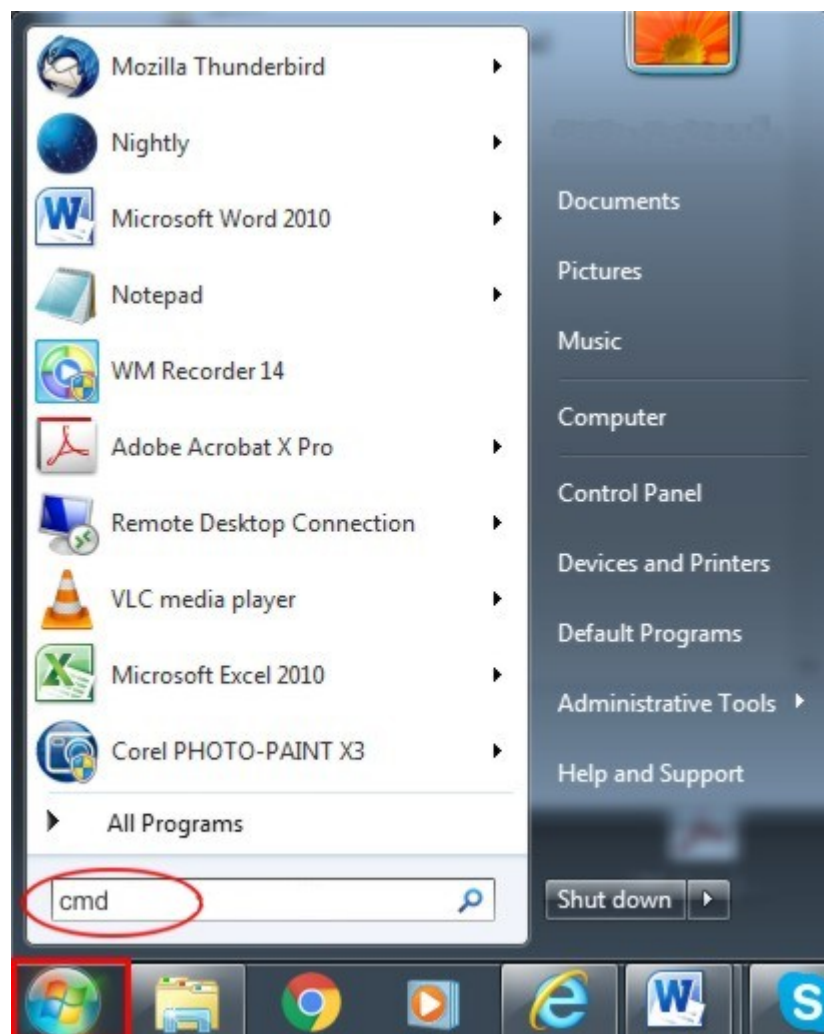 Mozilla Thunderbird
Nightly
Microsoft Word 2010
Notepad
WM Recorder 14
Adobe Acrobat X Pro
Remote Desktop Connection
VLC media player
Microsoft Excel 2010
Corel PHOTO-PAINT X3
All Programs
cmd
Documents
Pictures
Music
Computer
Control Panel
Devices and Printers
Default Programs
Administrative Tools
Help and Support
Shut down